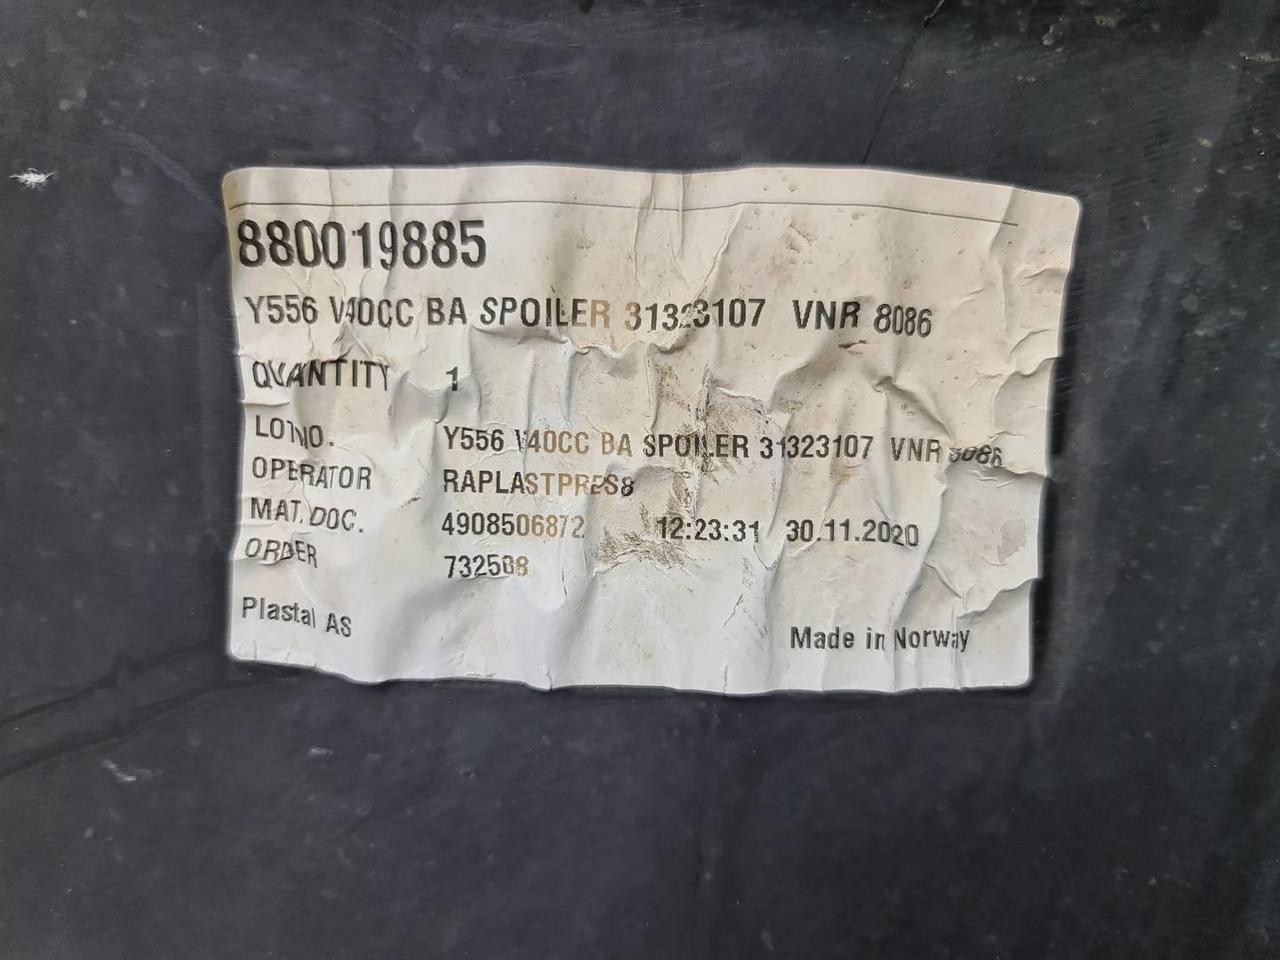 880019885
Y556 V40CC BA SPOILER 31323107 VNR 8086
QUANTITY 1
LOTNO. Y556 V40CC BA SPOILER 31323107 VNR 8086
OPERATOR RAPLASTPRES8
MAT. DOC. 4908506872 12:23:31 30.11.2020
ORDER
Plastal AS Made in Norway